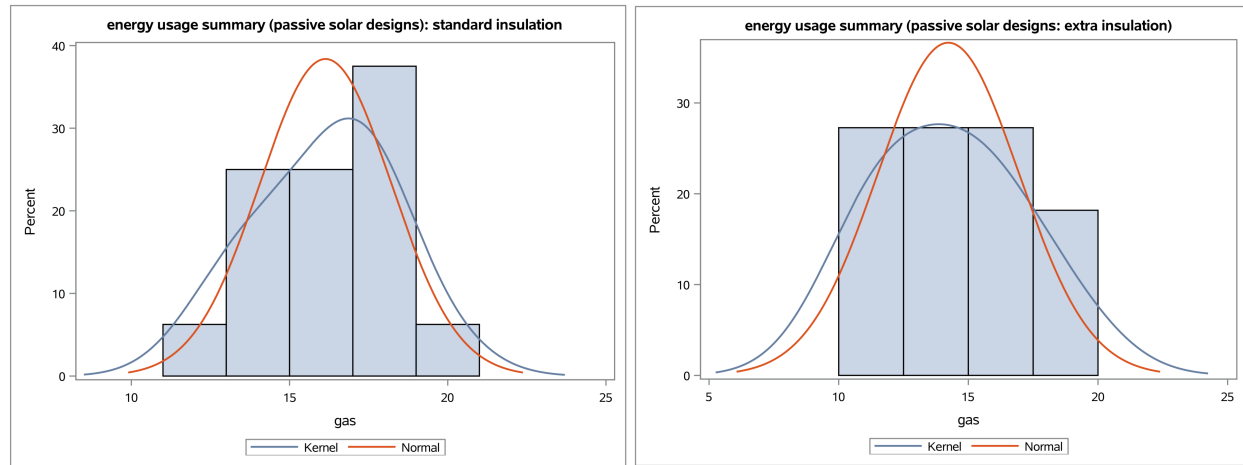 energy usage summary (passive solar designs): standard insulation
40
30
20
10
0
Percent
10
15
20
25
gas
Kernel
Normal
energy usage summary (passive solar designs: extra insulation)
30
20
10
0
Percent
5
10
15
20
25
gas
Kernel
Normal